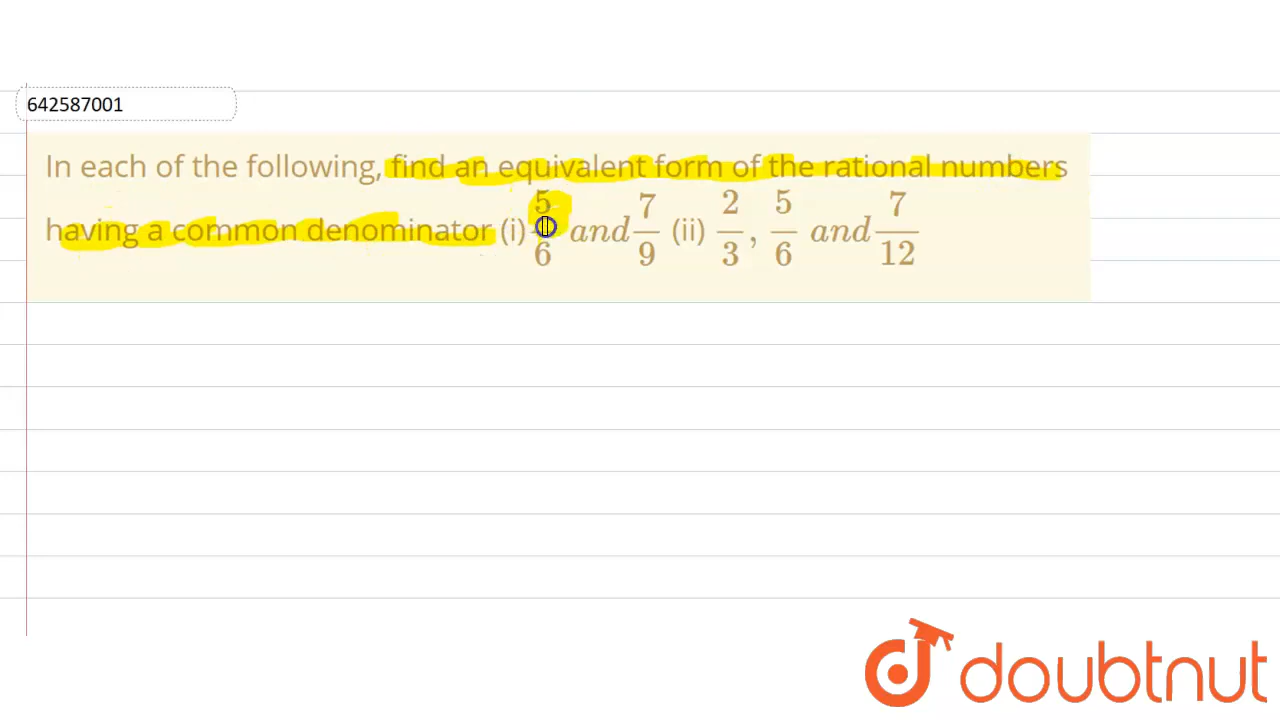 642587001
In each of the following, find an equivalent form of the rational numbers
having a common denominator (i) 5/6 and 7/9 (ii) 2/3, 5/6 and 7/12
doubtnut